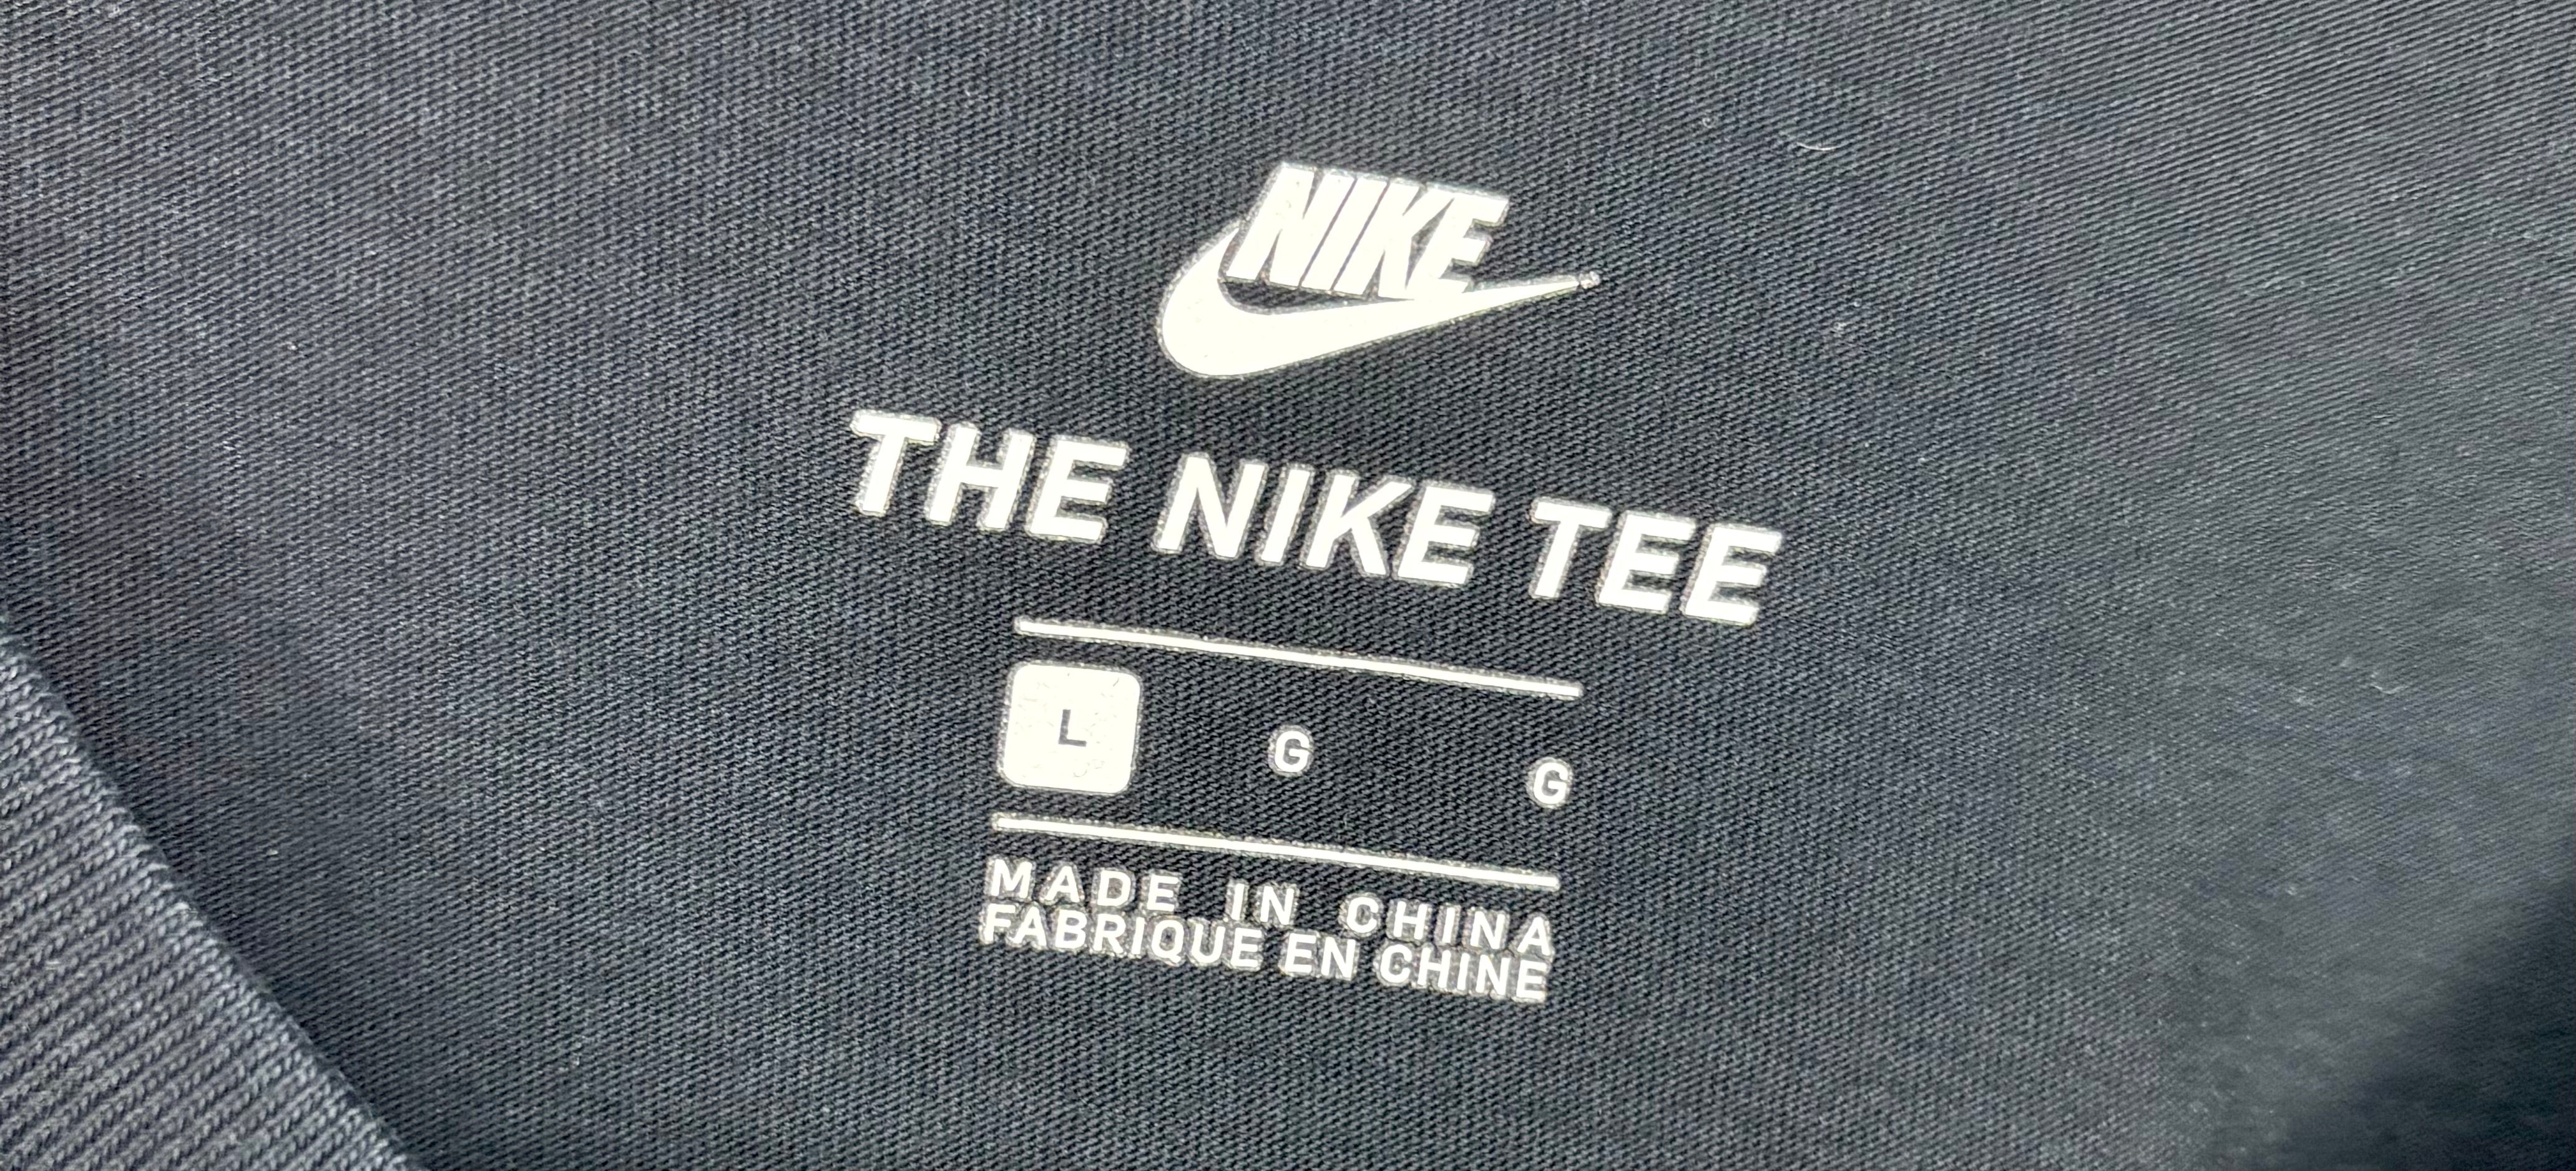 NIKE
THE NIKE TEE
L G G
MADE IN CHINA
FABRIQUE EN CHINE